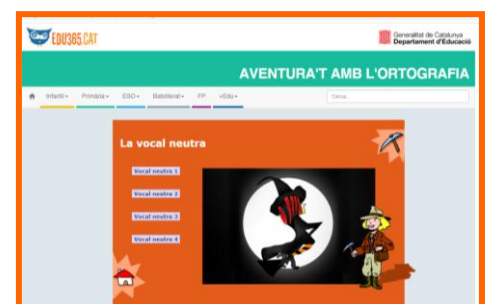 EDU365.CAT
Generalitat de Catalunya
Departament d'Educació
AVENTURA'T AMB L'ORTOGRAFIA
Infantil Primària ESO Batxillerat FP +Edu Cerca...
La vocal neutra
Vocal neutra 1
Vocal neutra 2
Vocal neutra 3
Vocal neutra 4